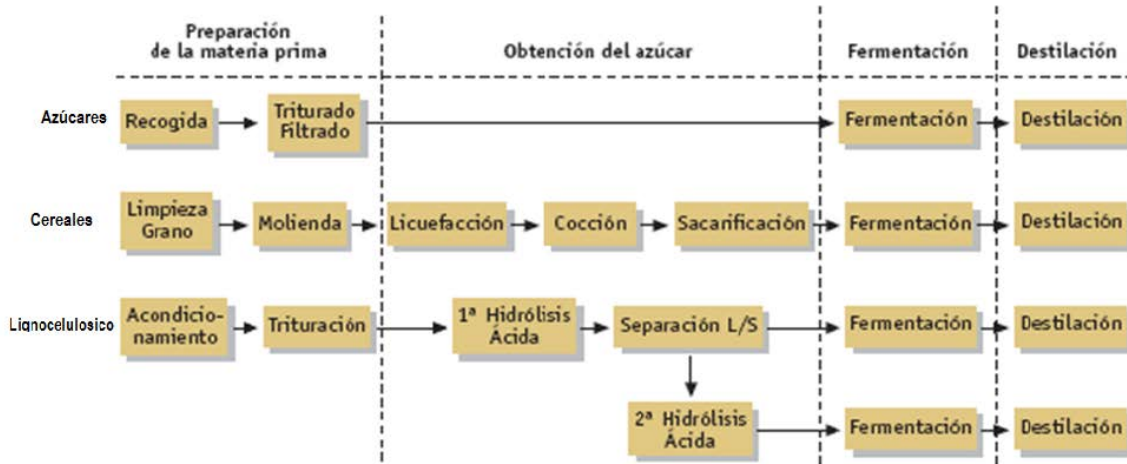 Preparación
de la materia prima
Obtención del azúcar
Fermentación
Destilación
Azúcares
Recogida
Triturado
Filtrado
Fermentación
Destilación
Cereales
Limpieza
Grano
Molienda
Licuefacción
Cocción
Sacarificación
Fermentación
Destilación
Lignocelulosico
Acondicio-
namiento
Trituración
1ª Hidrólisis
Ácida
Separación L/S
Fermentación
Destilación
2ª Hidrólisis
Ácida
Fermentación
Destilación